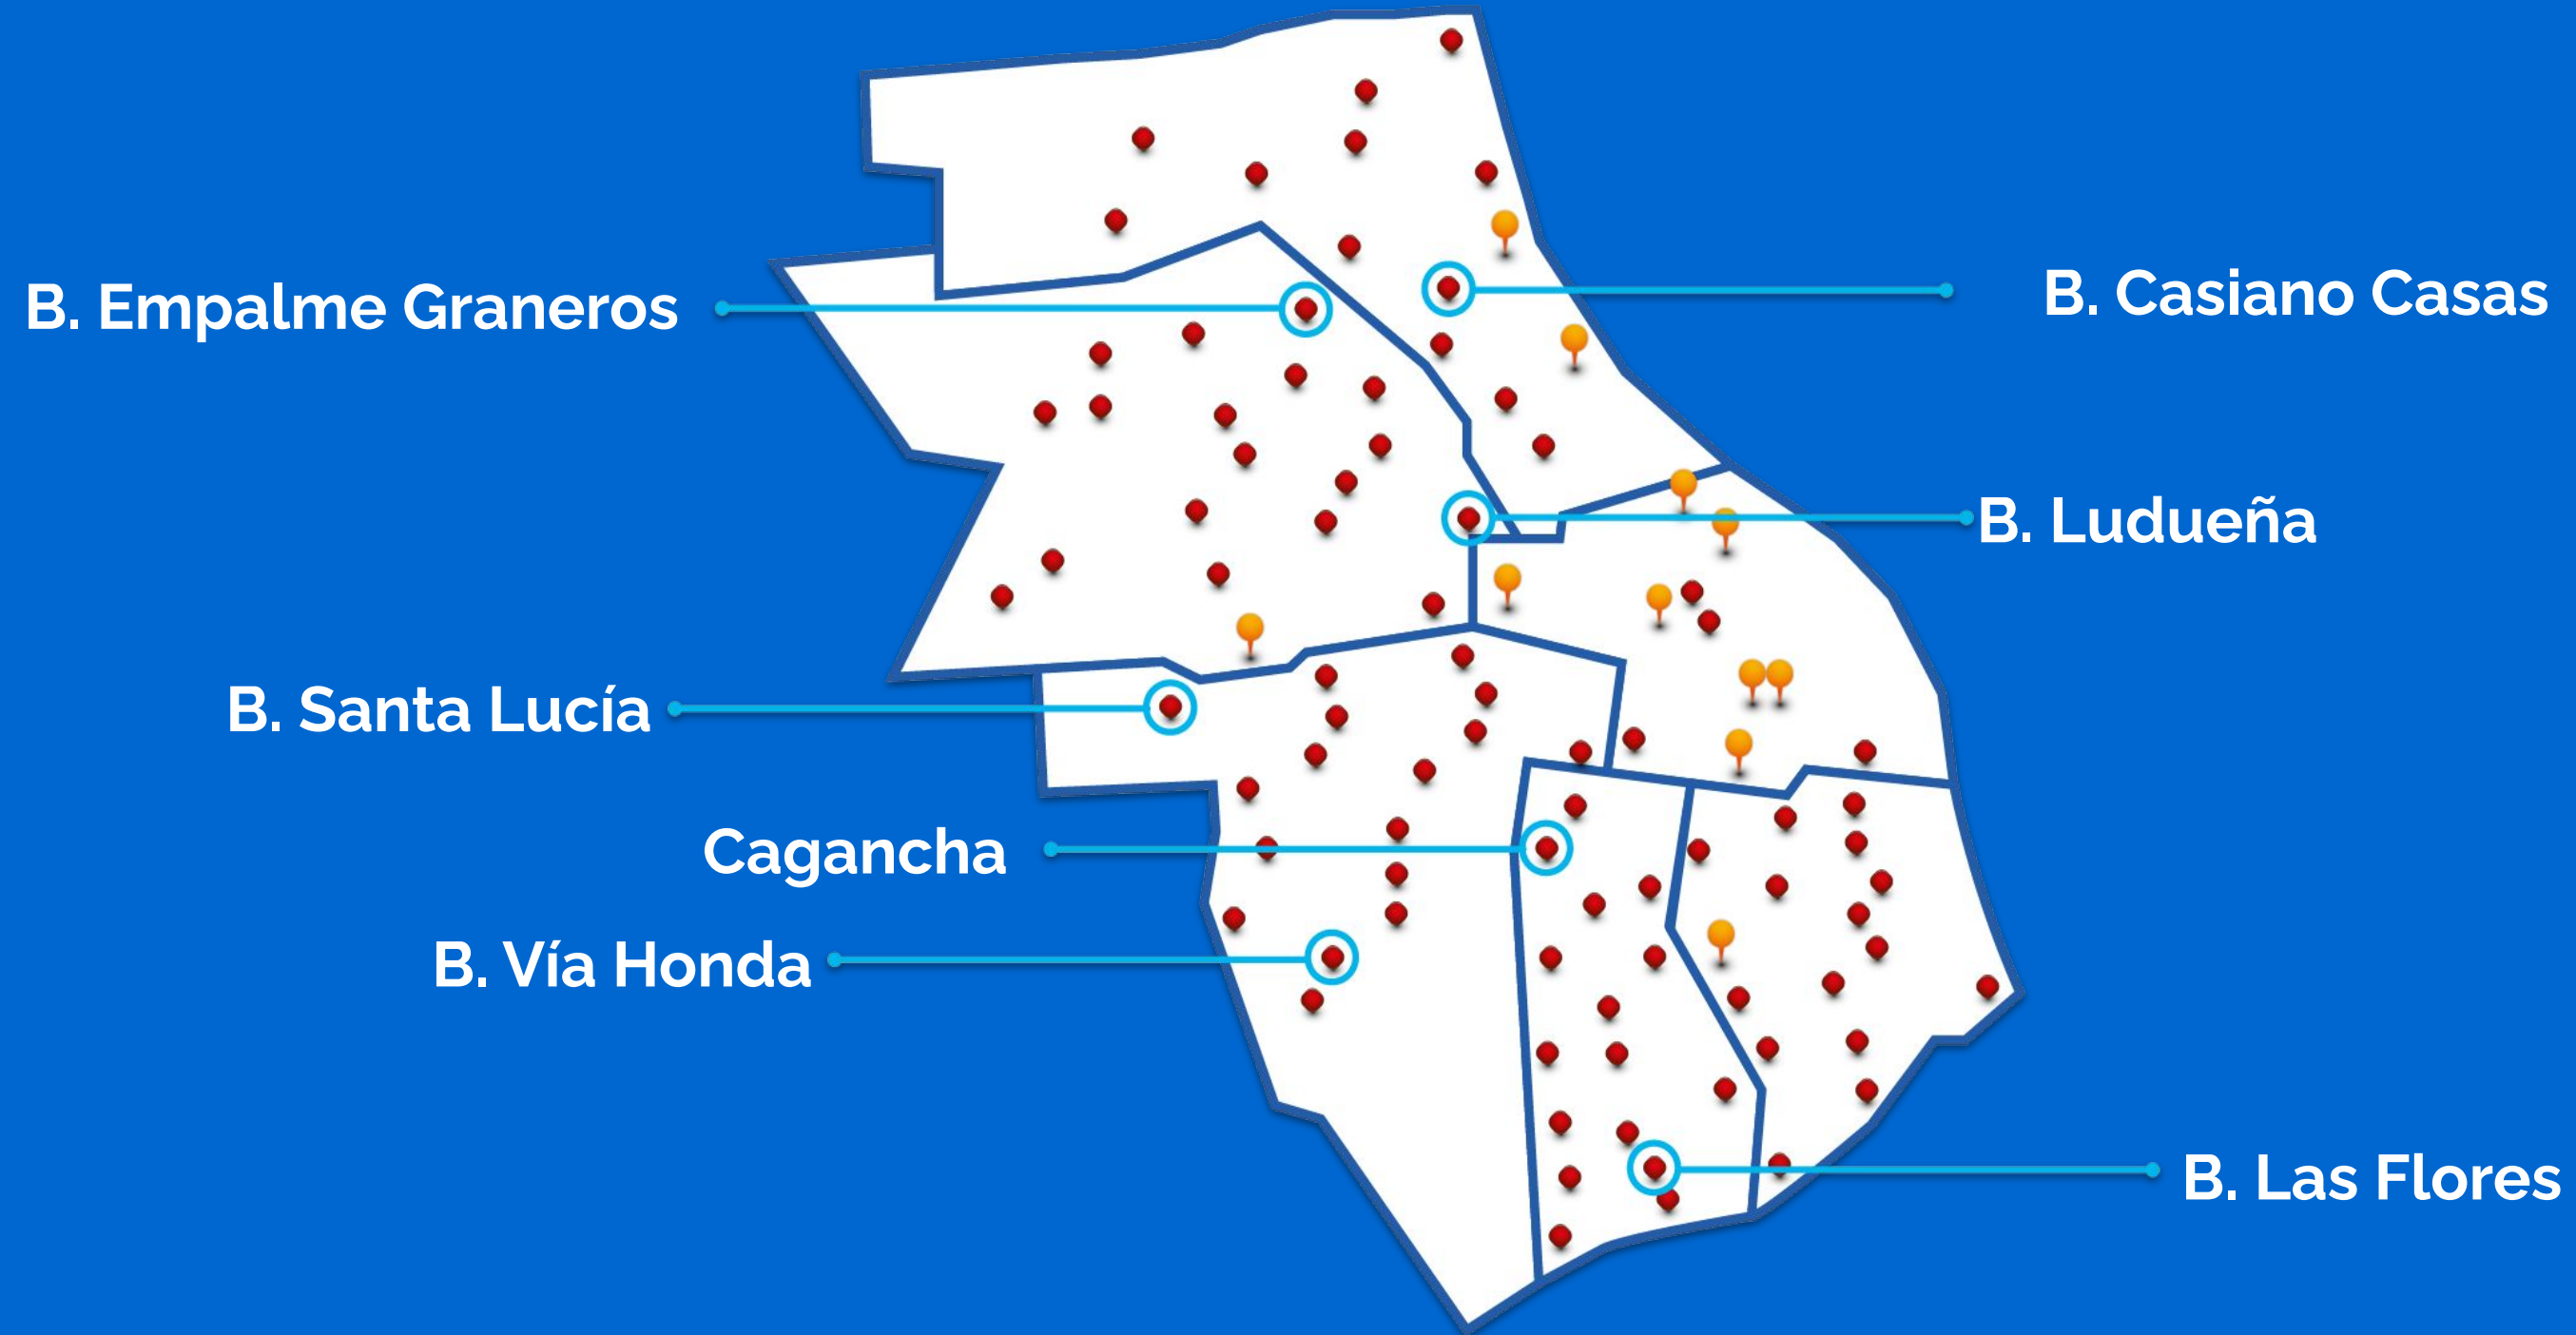 B. Casiano Casas
B. Empalme Graneros
B. Ludueña
B. Santa Lucía
Cagancha
B. Vía Honda
B. Las Flores